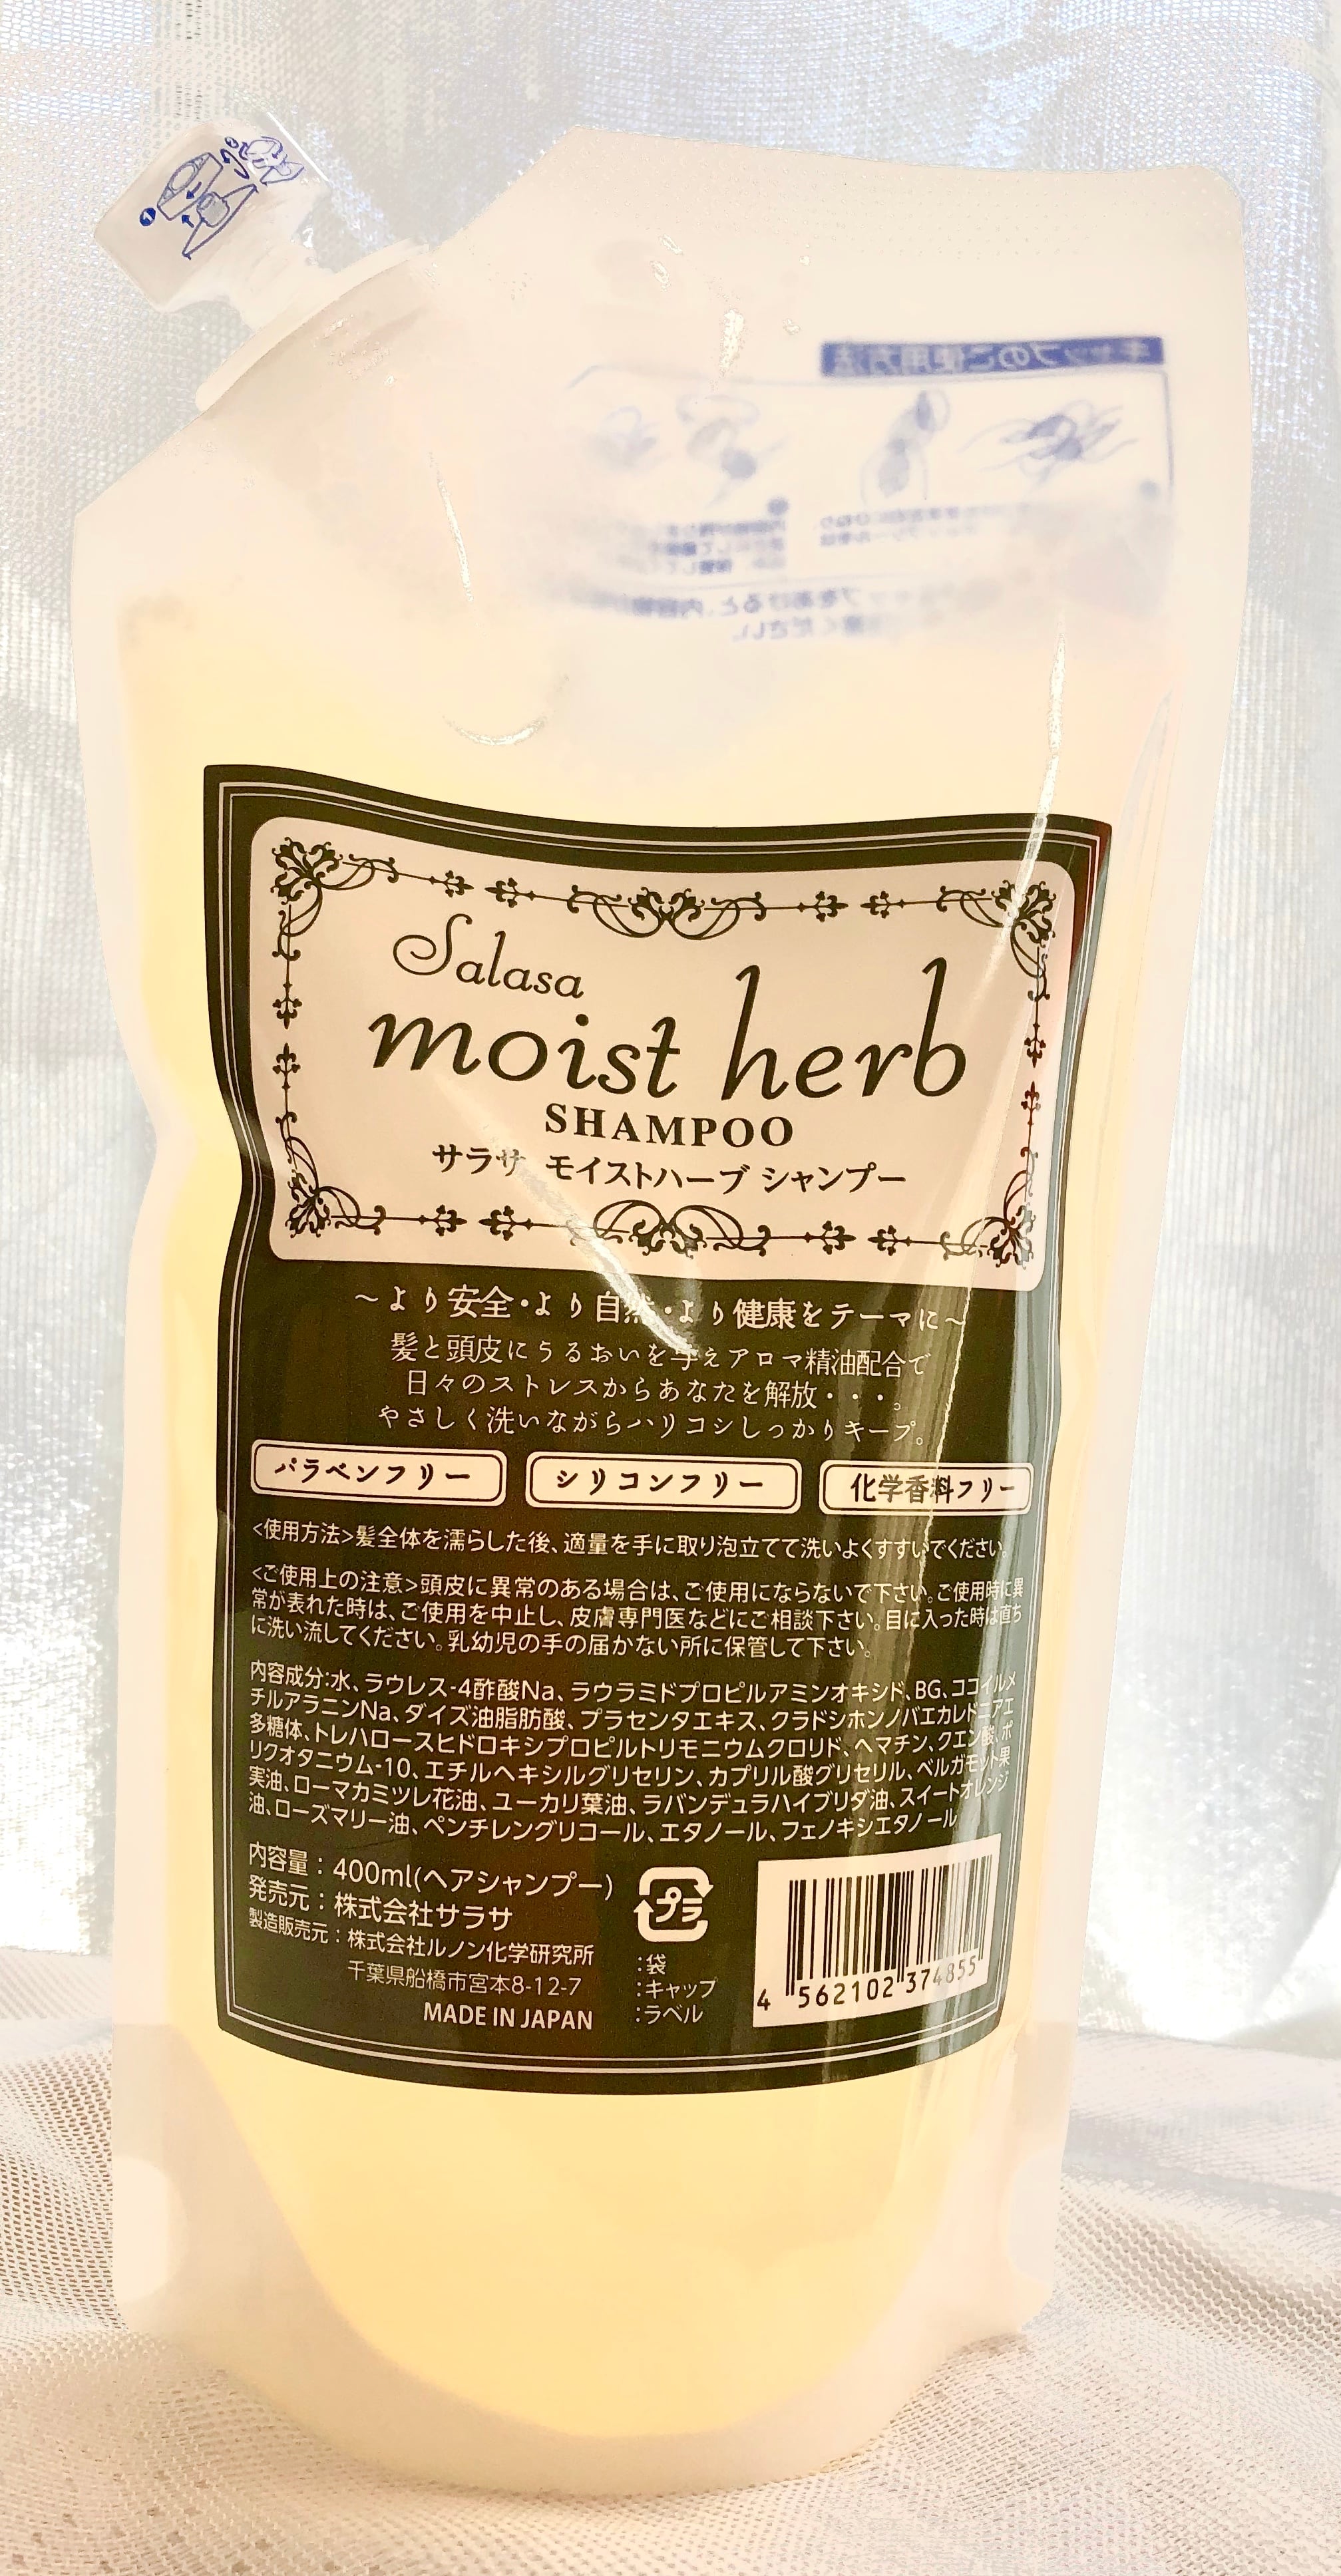 キャップのご使用方法
Salasa
moist herb
SHAMPOO
サラサ モイストハーブ シャンプー
～より安全・より自然・より健康をテーマに～
髪と頭皮にうるおいを与えアロマ精油配合で
日々のストレスからあなたを解放・・・。
やさしく洗いながらハリコシしっかりキープ。
パラベンフリー シリコンフリー 化学香料フリー
<使用方法>髪全体を濡らした後、適量を手に取り泡立てて洗いよくすすいでください。
<ご使用上の注意>頭皮に異常のある場合は、ご使用にならないで下さい。ご使用時に異
常が表れた時は、ご使用を中止し、皮膚専門医などにご相談下さい。目に入った時は直ち
に洗い流してください。乳幼児の手の届かない所に保管して下さい。
内容成分:水、ラウレス-4酢酸Na、ラウラミドプロピルアミンオキシド、BG、ココイルメ
チルアラニンNa、ダイズ油脂肪酸、プラセンタエキス、クラドシホンノバエカレドニアエ
多糖体、トレハロースヒドロキシプロピルトリモニウムクロリド、ヘマチン、クエン酸、ポ
リクオタニウム-10、エチルヘキシルグリセリン、カプリル酸グリセリル、ベルガモット果
実油、ローマカミツレ花油、ユーカリ葉油、ラバンデュラハイブリダ油、スイートオレンジ
油、ローズマリー油、ペンチレングリコール、エタノール、フェノキシエタノール
内容量：400ml(ヘアシャンプー)
発売元：株式会社サラサ
製造販売元：株式会社ルノン化学研究所
千葉県船橋市宮本8-12-7
MADE IN JAPAN
プラ
:袋
:キャップ
:ラベル
4 562102 374855